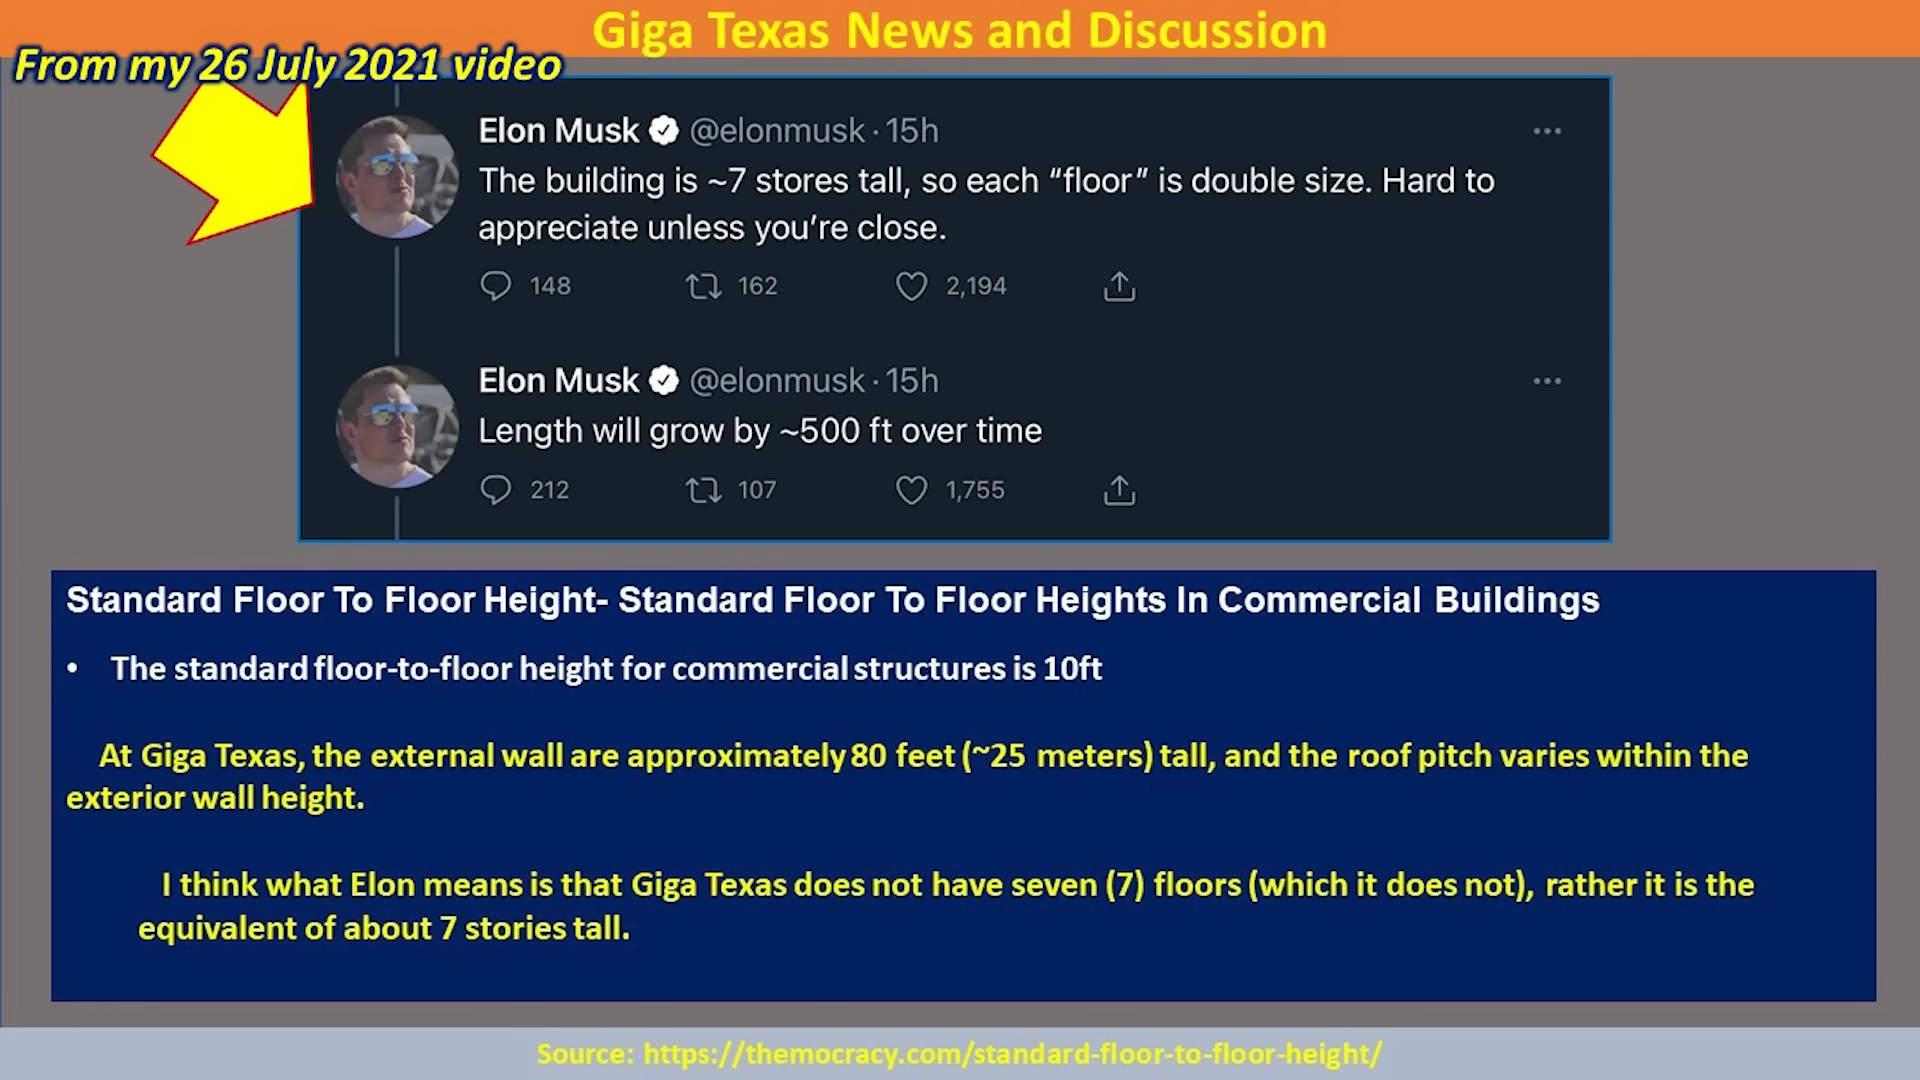 Giga Texas News and Discussion
From my 26 July 2021 video
Elon Musk @elonmusk · 15h
The building is ~7 stores tall, so each “floor” is double size. Hard to
appreciate unless you’re close.
148 162 2,194
Elon Musk @elonmusk · 15h
Length will grow by ~500 ft over time
212 107 1,755
Standard Floor To Floor Height- Standard Floor To Floor Heights In Commercial Buildings
• The standard floor-to-floor height for commercial structures is 10ft
At Giga Texas, the external wall are approximately 80 feet (~25 meters) tall, and the roof pitch varies within the
exterior wall height.
I think what Elon means is that Giga Texas does not have seven (7) floors (which it does not), rather it is the
equivalent of about 7 stories tall.
Source: https://themocracy.com/standard-floor-to-floor-height/